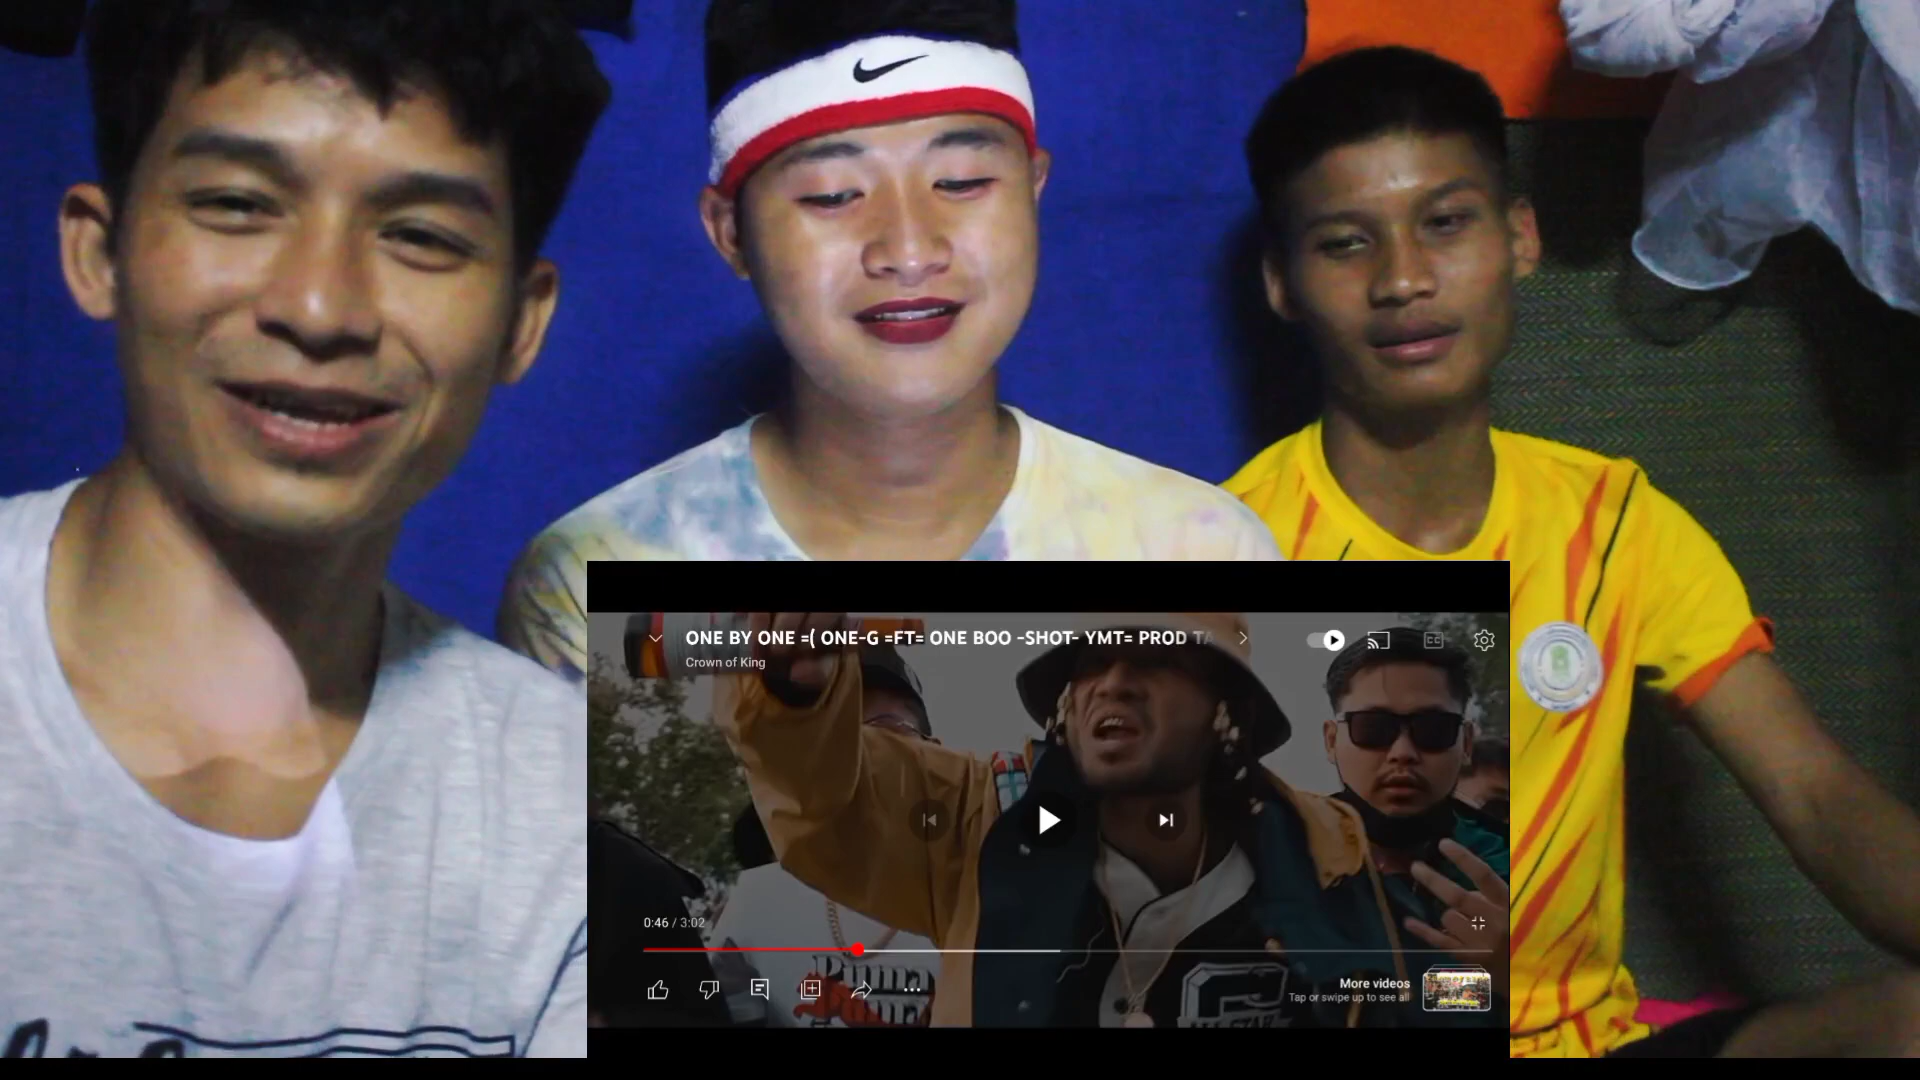 ONE BY ONE =( ONE-G =FT= ONE BOO -SHOT- YMT= PROD TA
Crown of King
0:46 / 3:02
More videos
Tap or swipe up to see all